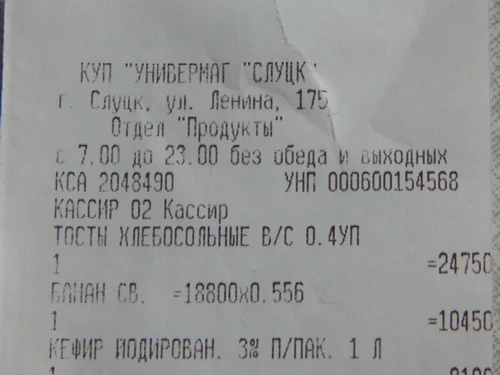 КУП "УНИВЕРМАГ "СЛУЦК"
г. Слуцк, ул. Ленина, 175
Отдел "Продукты"
с 7.00 до 23.00 без обеда и выходных
КСА 2048490 УНП 000600154568
КАССИР 02 Кассир
ТОСТЫ ХЛЕБОСОЛЬНЫЕ В/С 0.4УП
1 =24750
БАНАН СВ. =18800х0.556
1 =10450
КЕФИР ЙОДИРОВАН. 3% П/ПАК. 1 Л